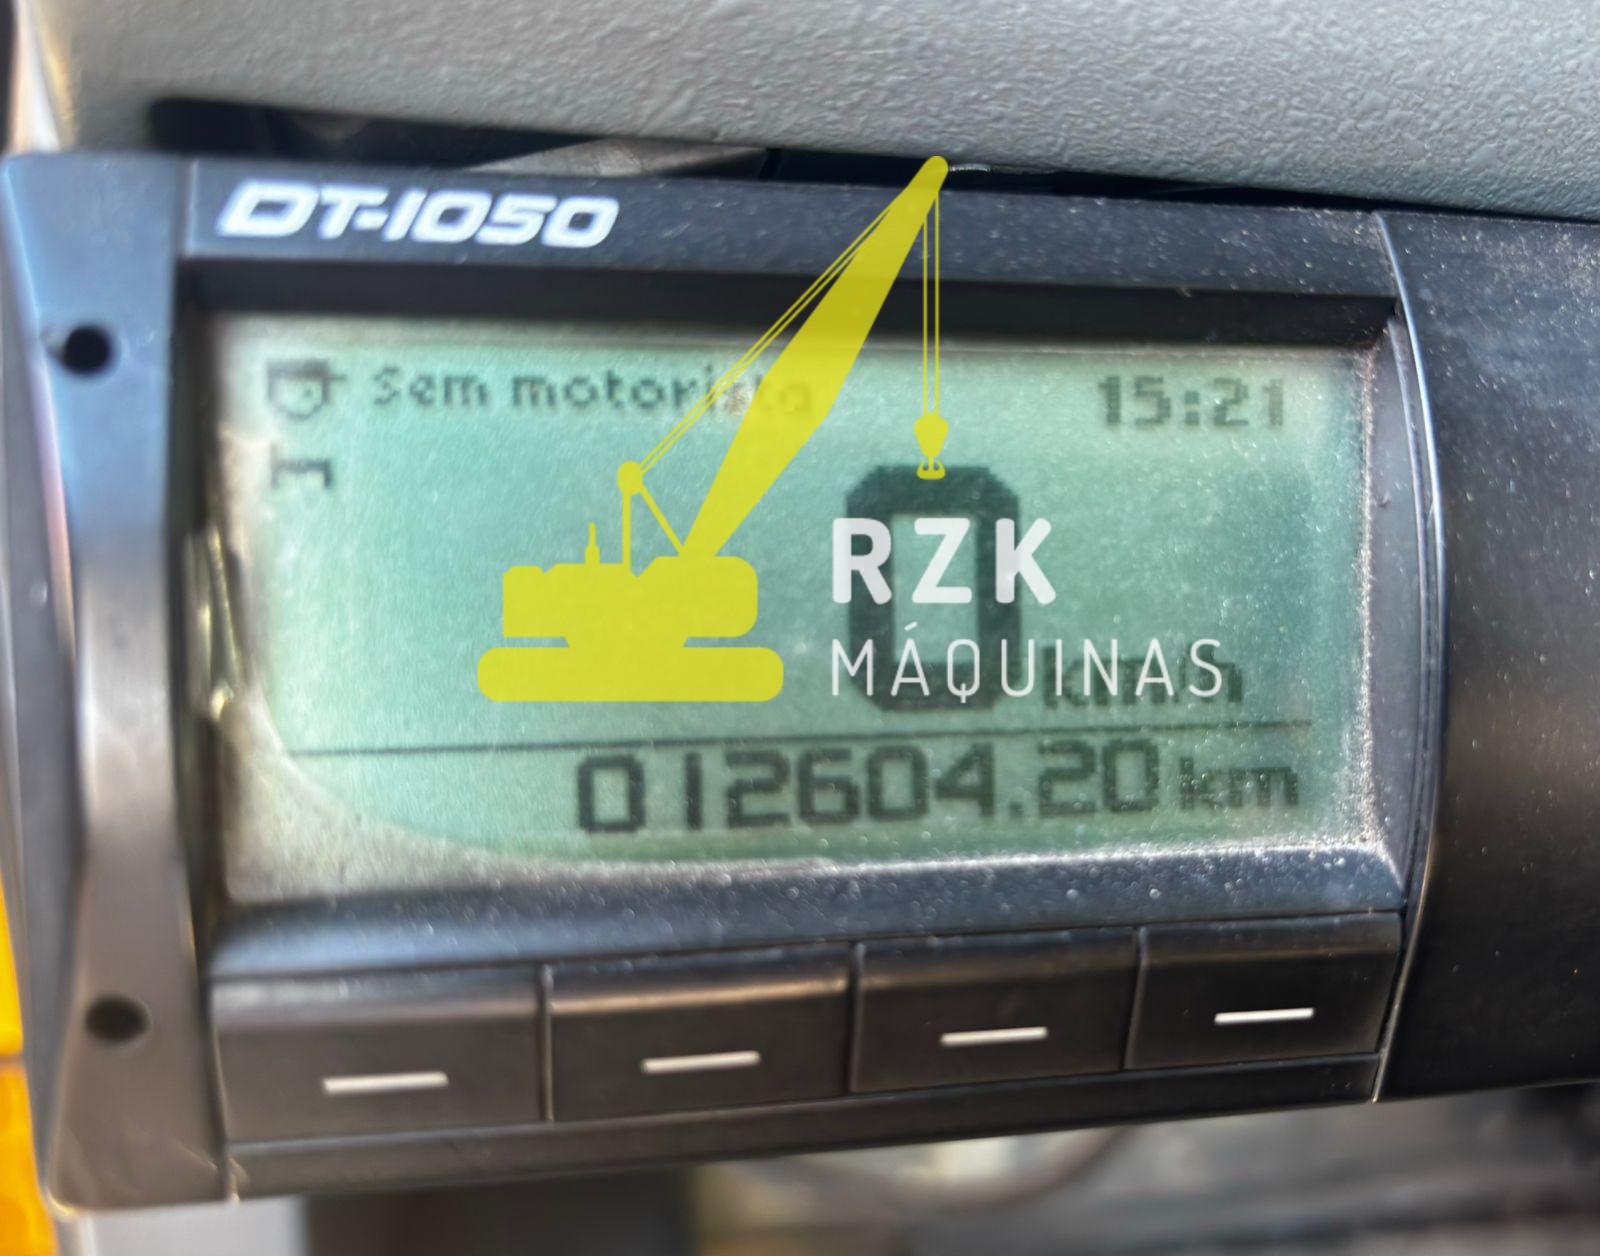 DT-1050
Sem motorista
15:21
0 km/h
RZK
MÁQUINAS
012604.20 km